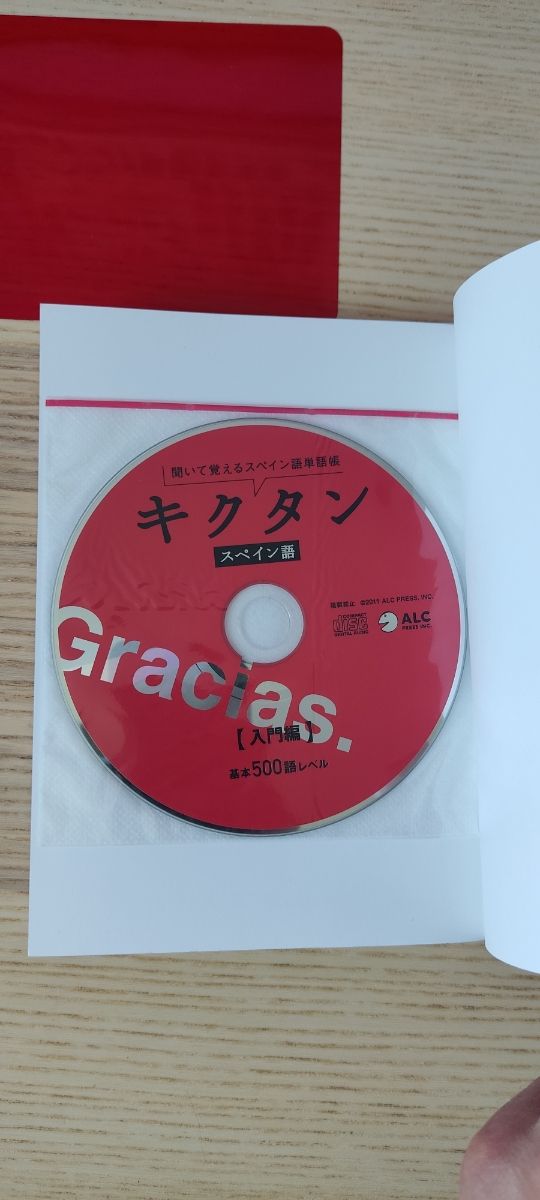 聞いて覚えるスペイン語単語帳
キクタン
スペイン語
複製禁止 ©2011 ALC PRESS, INC.
COMPACT
disc
DIGITAL AUDIO
ALC
PRESS INC.
Gracias.
【入門編】
基本500語レベル